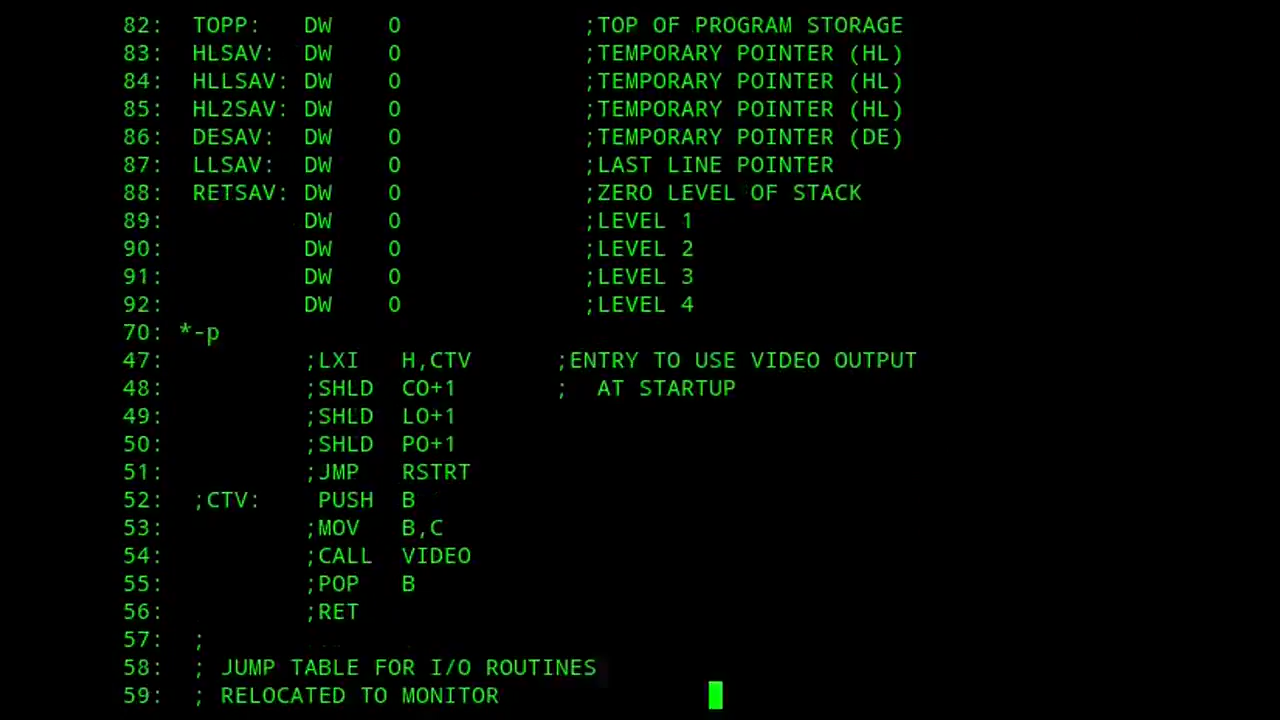 82:  TOPP:   DW    0             ;TOP OF PROGRAM STORAGE
83:  HLSAV:  DW    0             ;TEMPORARY POINTER (HL)
84:  HLLSAV: DW    0             ;TEMPORARY POINTER (HL)
85:  HL2SAV: DW    0             ;TEMPORARY POINTER (HL)
86:  DESAV:  DW    0             ;TEMPORARY POINTER (DE)
87:  LLSAV:  DW    0             ;LAST LINE POINTER
88:  RETSAV: DW    0             ;ZERO LEVEL OF STACK
89:          DW    0             ;LEVEL 1
90:          DW    0             ;LEVEL 2
91:          DW    0             ;LEVEL 3
92:          DW    0             ;LEVEL 4
70: *-p
47:          ;LXI   H,CTV      ;ENTRY TO USE VIDEO OUTPUT
48:          ;SHLD  CO+1       ;  AT STARTUP
49:          ;SHLD  LO+1
50:          ;SHLD  PO+1
51:          ;JMP   RSTRT
52:  ;CTV:    PUSH  B
53:          ;MOV   B,C
54:          ;CALL  VIDEO
55:          ;POP   B
56:          ;RET
57:  ;
58:  ; JUMP TABLE FOR I/O ROUTINES
59:  ; RELOCATED TO MONITOR